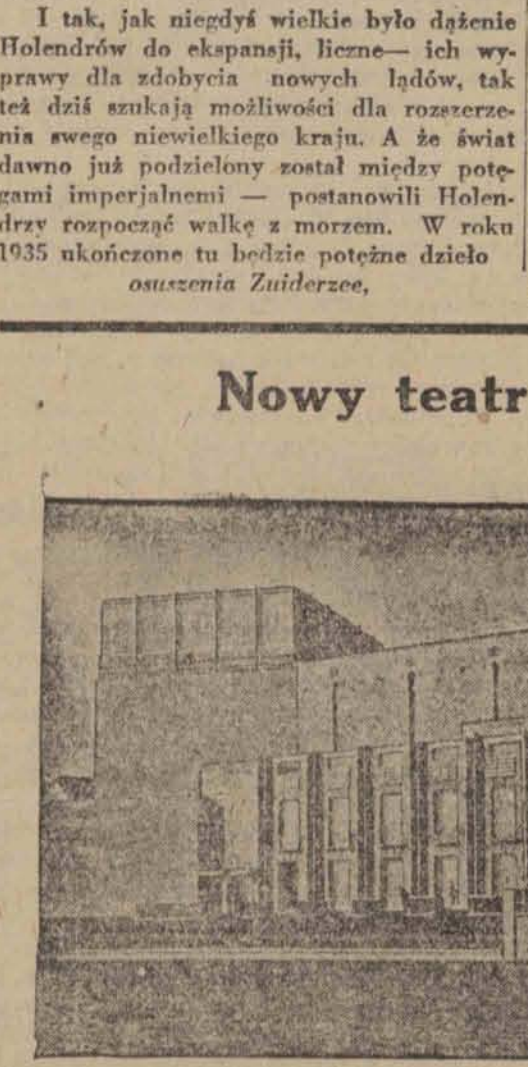 I tak, jak niegdyś wielkie było dążenie
Holendrów do ekspansji, liczne— ich wy-
prawy dla zdobycia nowych lądów, tak
też dziś szukają możliwości dla rozszerze-
nia swego niewielkiego kraju. A że świat
dawno już podzielony został między potę-
gami imperjalnemi — postanowili Holen-
drzy rozpocząć walkę z morzem. W roku
1935 ukończone tu będzie potężne dzieło
osuszenia Zuiderzee,
Nowy teatr